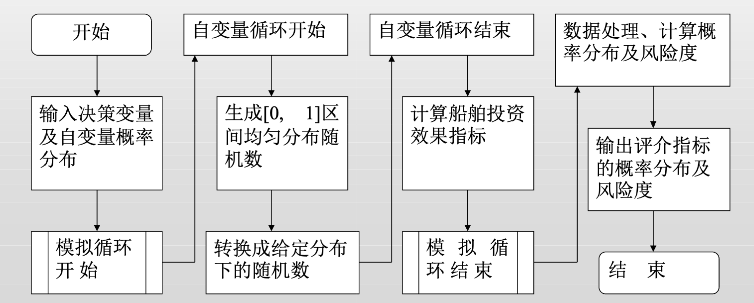 开始
输入决策变量
及自变量概率
分布
模拟循环
开 始
自变量循环开始
生成[0, 1]区
间均匀分布随
机数
转换成给定分布
下的随机数
自变量循环结束
计算船舶投资
效果指标
模 拟 循
环 结 束
数据处理、计算概
率分布及风险度
输出评介指标
的概率分布及
风险度
结 束